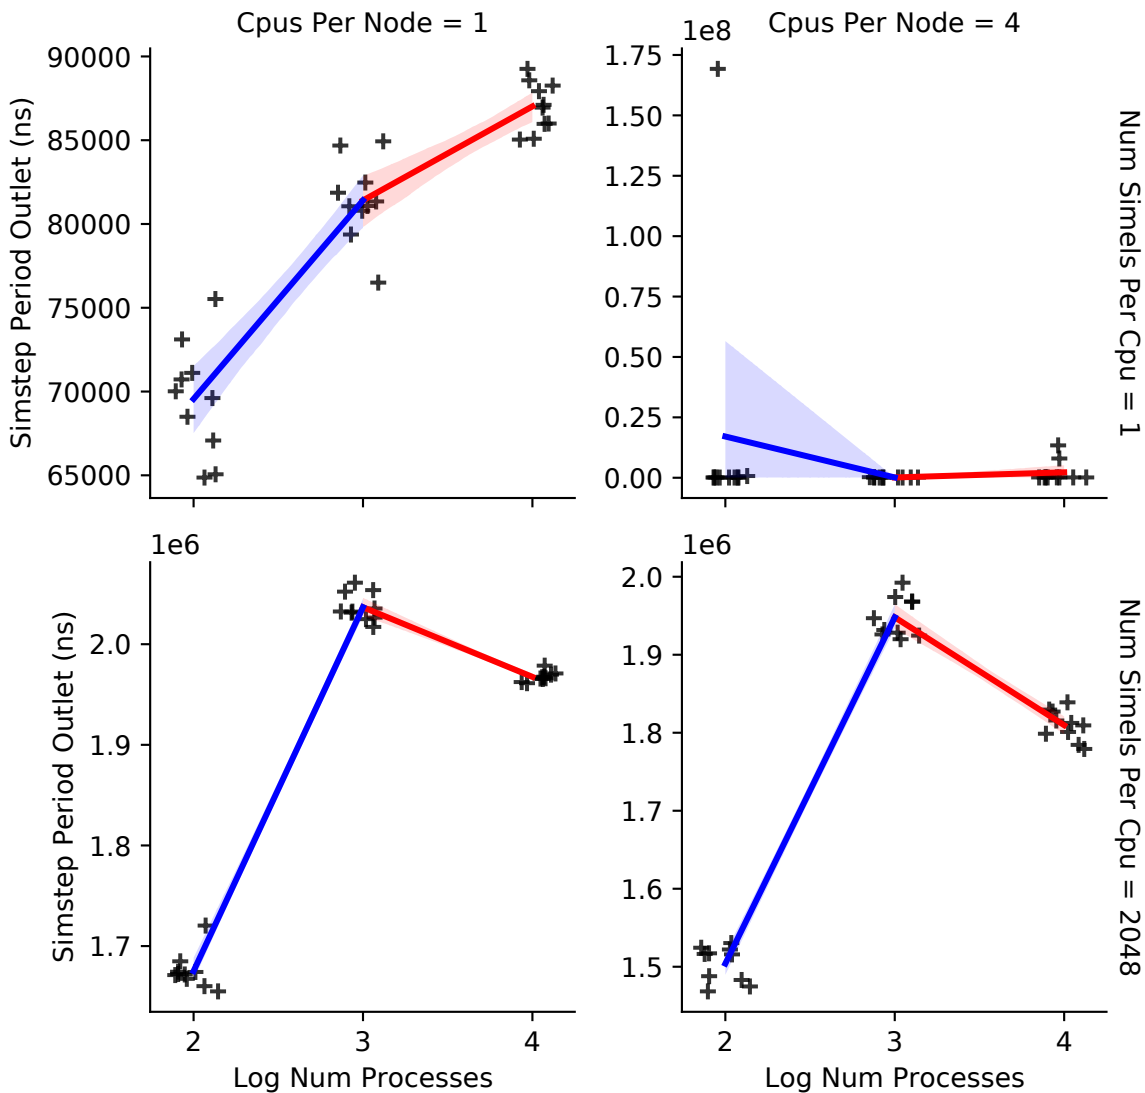 Cpus Per Node = 1
Cpus Per Node = 4
1e8
Simstep Period Outlet (ns)
90000
85000
80000
75000
70000
65000
1.75
1.50
1.25
1.00
0.75
0.50
0.25
0.00
Num Simels Per Cpu = 1
1e6
1e6
Simstep Period Outlet (ns)
2.0
1.9
1.8
1.7
2.0
1.9
1.8
1.7
1.6
1.5
Num Simels Per Cpu = 2048
2
3
4
2
3
4
Log Num Processes
Log Num Processes